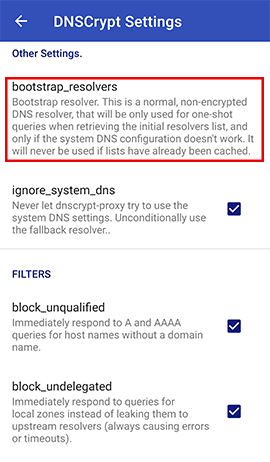 DNSCrypt Settings
Other Settings.
bootstrap_resolvers
Bootstrap resolver. This is a normal, non-encrypted
DNS resolver, that will be only used for one-shot
queries when retrieving the initial resolvers list, and
only if the system DNS configuration doesn't work. It
will never be used if lists have already been cached.
ignore_system_dns
Never let dnscrypt-proxy try to use the
system DNS settings. Unconditionally use
the fallback resolver..
FILTERS
block_unqualified
Immediately respond to A and AAAA
queries for host names without a domain
name.
block_undelegated
Immediately respond to queries for
local zones instead of leaking them to
upstream resolvers (always causing errors
or timeouts).